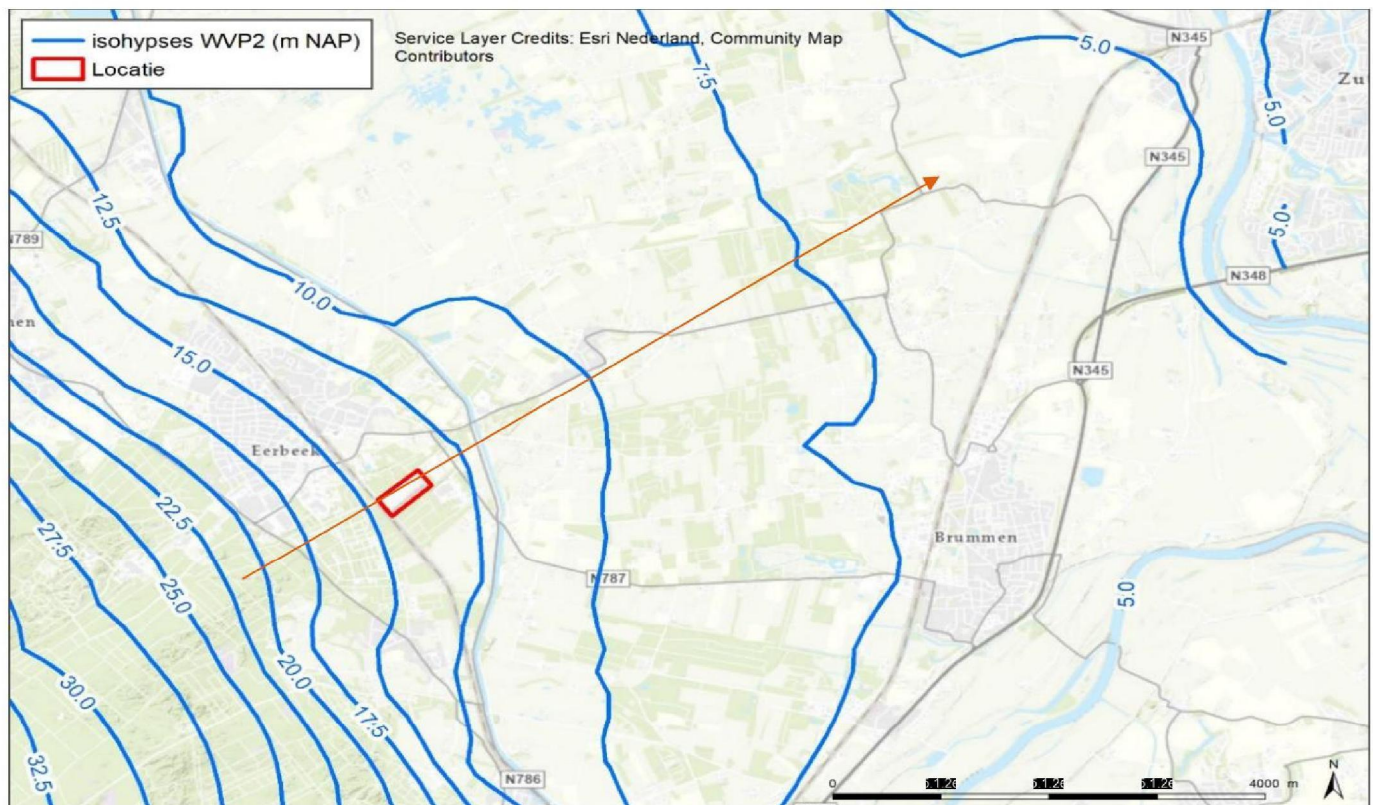 isohypses WVP2 (m NAP)
Locatie
Service Layer Credits: Esri Nederland, Community Map
Contributors
7.5
5.0
N345
Zu
5.0
N345
12.5
5.0
N789
10.0
N348
men
15.0
N345
Eerbeek
22.5
27.5
Brummen
25.0
N787
5.0
20.0
30.0
17.5
32.5
N786
0
4000 m
N